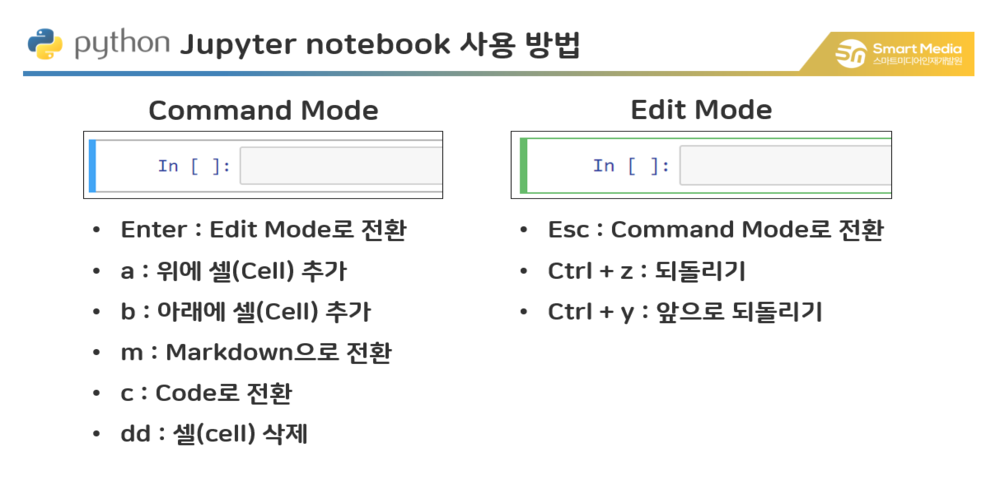 python Jupyter notebook 사용 방법
Smart Media
스마트미디어인재개발원
Command Mode
In [ ]:
• Enter : Edit Mode로 전환
• a : 위에 셀(Cell) 추가
• b : 아래에 셀(Cell) 추가
• m : Markdown으로 전환
• c : Code로 전환
• dd : 셀(cell) 삭제
Edit Mode
In [ ]:
• Esc : Command Mode로 전환
• Ctrl + z : 되돌리기
• Ctrl + y : 앞으로 되돌리기